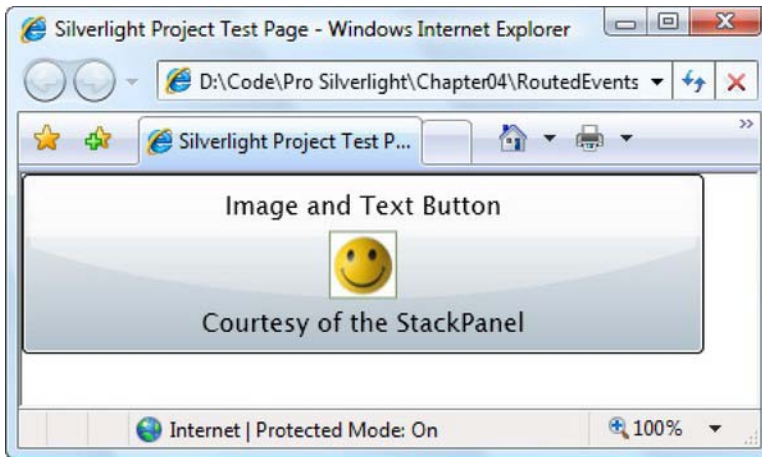 Silverlight Project Test Page - Windows Internet Explorer
D:\Code\Pro Silverlight\Chapter04\RoutedEvents
Silverlight Project Test P...
Image and Text Button
Courtesy of the StackPanel
Internet | Protected Mode: On
100%